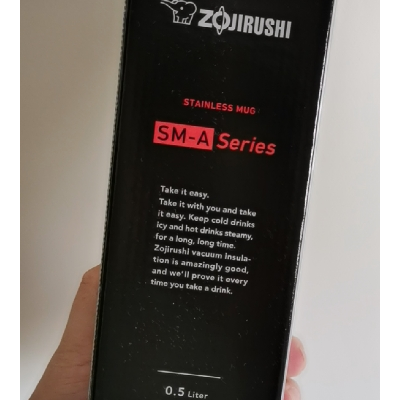 ZOJIRUSHI
STAINLESS MUG
SM-A Series
Take it easy.
Take it with you and take
it easy. Keep cold drinks
icy and hot drinks steamy,
for a long, long time.
Zojirushi vacuum insula-
tion is amazingly good,
and we'll prove it every
time you take a drink.
0.5 Liter